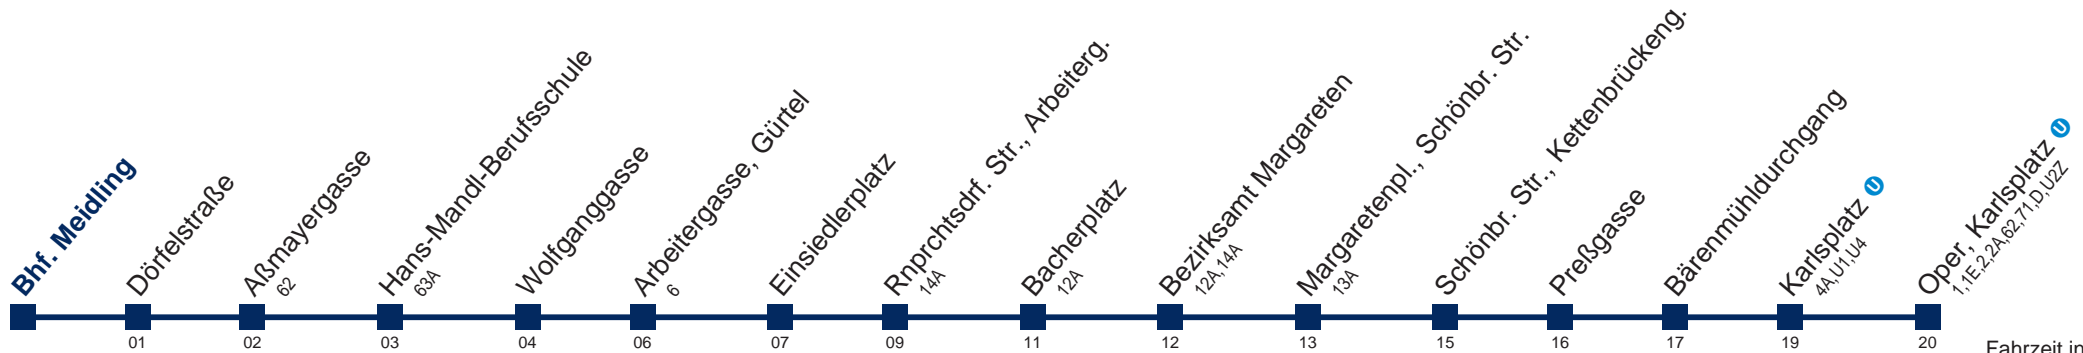 Bhf. Meidling
Dörfelstraße
01
Aßmayergasse
62
02
Hans-Mandl-Berufsschule
63A
03
Wolfganggasse
04
Arbeitergasse, Gürtel
6
06
Einsiedlerplatz
07
Rnprchtsdrf. Str., Arbeiterg.
14A
09
Bacherplatz
12A
11
Bezirksamt Margareten
12A,14A
12
Margaretenpl., Schönbr. Str.
13A
13
Schönbr. Str., Kettenbrückeng.
15
Preßgasse
16
Bärenmühldurchgang
17
Karlsplatz U
4A,U1,U4
19
Oper, Karlsplatz U
1,1E,2,2A,62,71,D,U2Z
20
Fahrzeit in